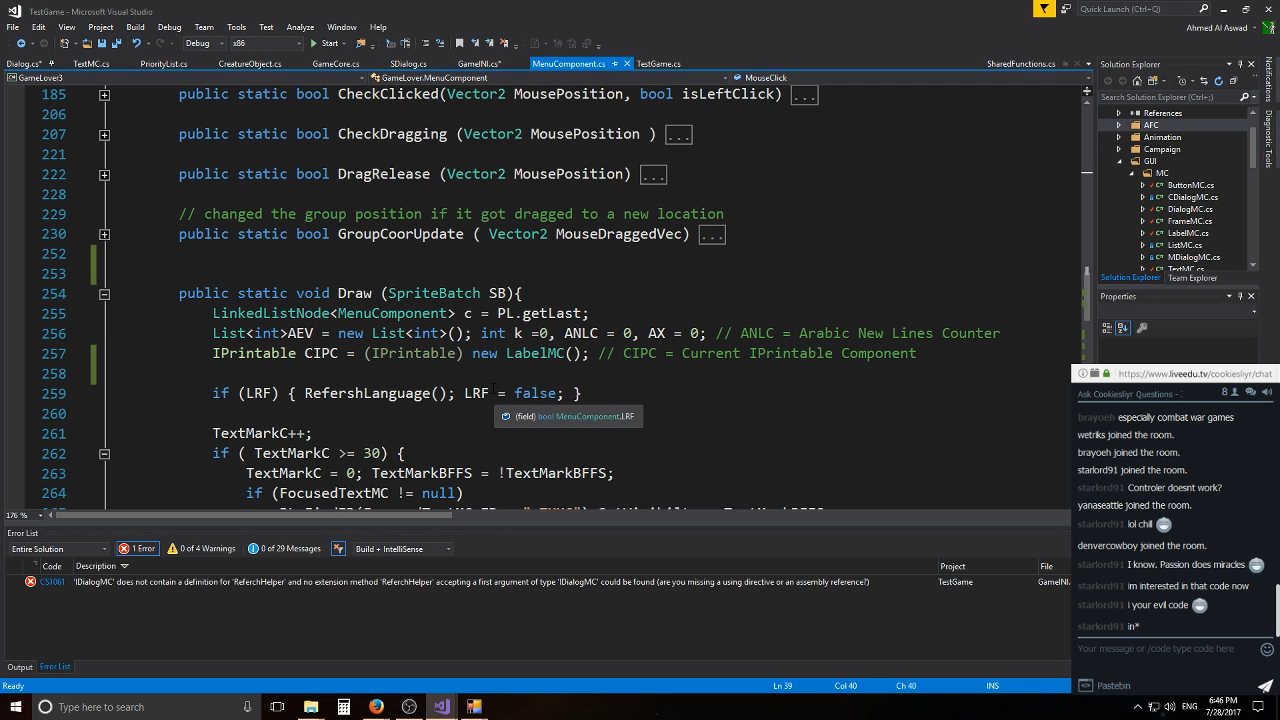 TestGame - Microsoft Visual Studio
Quick Launch (Ctrl+Q)
File Edit View Project Build Debug Team Tools Test Analyze Window Help
Ahmed Al Aswad
Debug x86 Start
Dialog.cs* TextMC.cs PriorityList.cs CreatureObject.cs GameCore.cs SDialog.cs GameINI.cs* MenuComponent.cs TestGame.cs SharedFunctions.cs
GameLover3 GameLover.MenuComponent MouseClick
185 public static bool CheckClicked(Vector2 MousePosition, bool isLeftClick) ...
206
207 public static bool CheckDragging (Vector2 MousePosition ) ...
221
222 public static bool DragRelease (Vector2 MousePosition) ...
228
229 // changed the group position if it got dragged to a new location
230 public static bool GroupCoorUpdate ( Vector2 MouseDraggedVec) ...
252
253
254 public static void Draw (SpriteBatch SB){
255 LinkedListNode<MenuComponent> c = PL.getLast;
256 List<int>AEV = new List<int>(); int k =0, ANLC = 0, AX = 0; // ANLC = Arabic New Lines Counter
257 IPrintable CIPC = (IPrintable) new LabelMC(); // CIPC = Current IPrintable Component
258
259 if (LRF) { RefershLanguage(); LRF = false; }
260 (field) bool MenuComponent.LRF
261 TextMarkC++;
262 if ( TextMarkC >= 30) {
263 TextMarkC = 0; TextMarkBFFS = !TextMarkBFFS;
264 if (FocusedTextMC != null)
176 %
Error List
Entire Solution 1 Error 0 of 4 Warnings 0 of 29 Messages Build + IntelliSense
Code Description Project File
CS1061 'IDialogMC' does not contain a definition for 'ReferchHelper' and no extension method 'ReferchHelper' accepting a first argument of type 'IDialogMC' could be found (are you missing a using directive or an assembly reference?) TestGame GameINI.
Output Error List
Ready Ln 39 Col 40 Ch 40 INS
Solution Explorer
Search Solution Explorer (Ctrl+;)
References
AFC
Animation
Campaign
GUI
MC
ButtonMC.cs
CDialogMC.cs
DialogMC.cs
FrameMC.cs
LabelMC.cs
ListMC.cs
MDialogMC.cs
TextMC.cs
Solution Explorer Team Explorer
Properties
Notifications
Diagnostic Tools
https://www.liveedu.tv/cookiesliyr/chat
Ask Cookiesliyr Questions - 8
brayoeh especially combat war games
wetriks joined the room.
brayoeh joined the room.
starlord91 joined the room.
starlord91 Controler doesnt work?
yanaseattle joined the room.
starlord91 lol chill
denvercowboy joined the room.
starlord91 I know. Passion does miracles
starlord91 im interested in that code now
starlord91 i your evil code
starlord91 in*
Your message or /code type code here
Pastebin
Type here to search
ENG
6:46 PM
7/28/2017